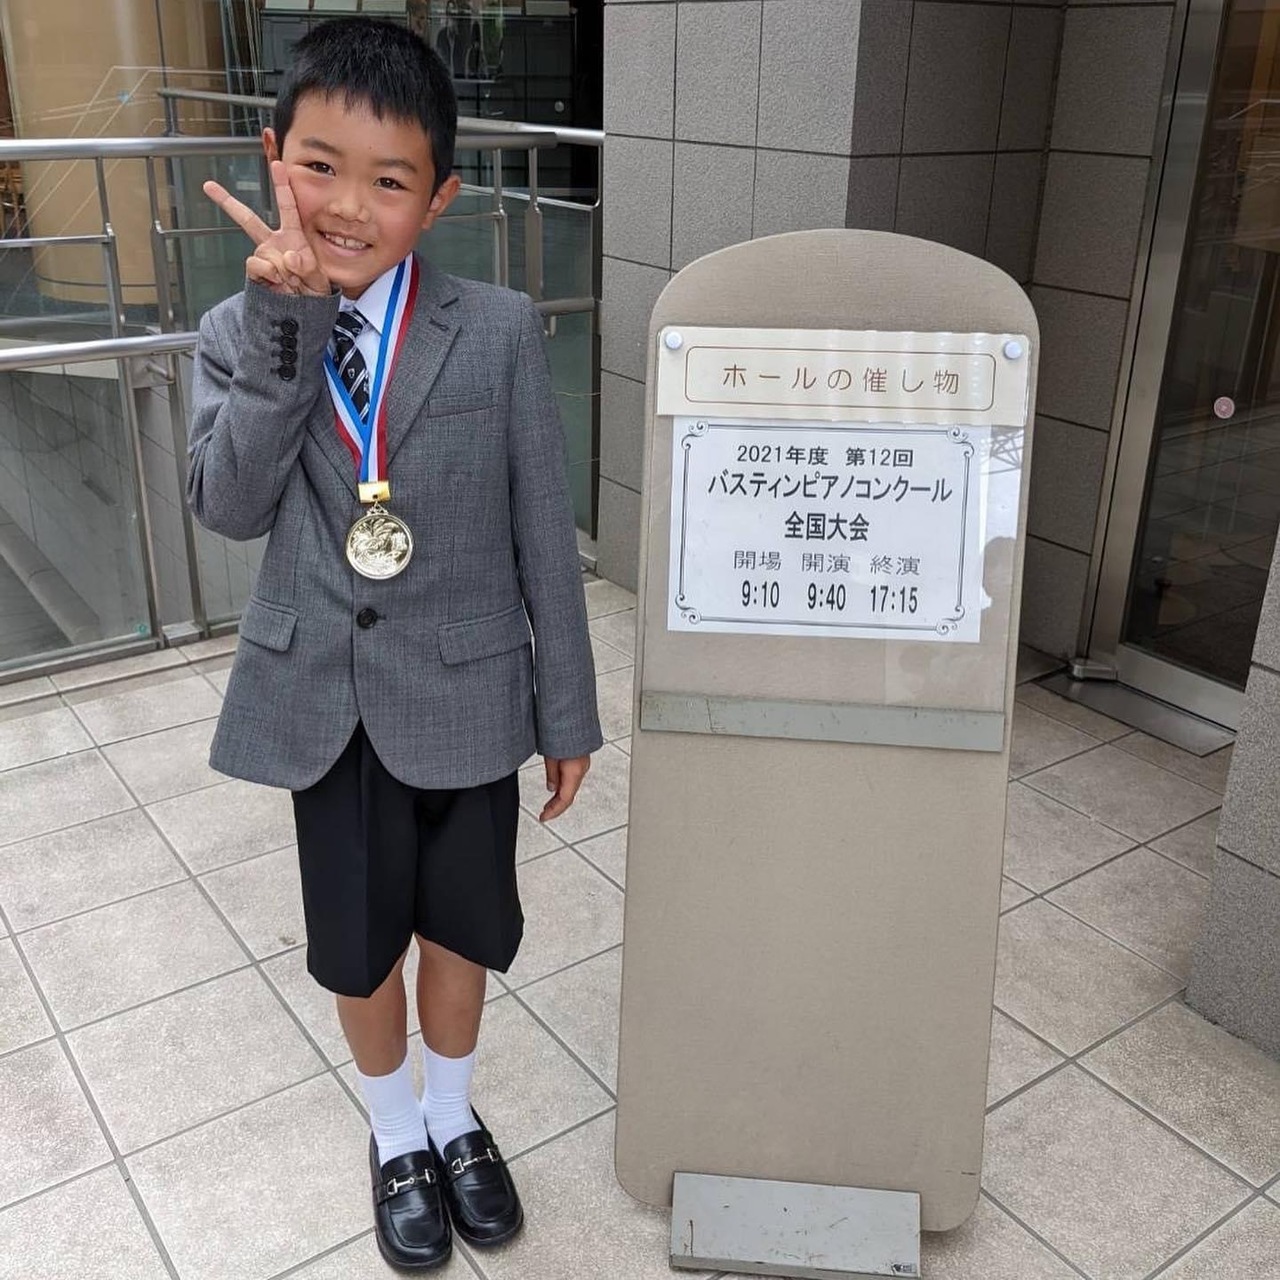 ホールの催し物
2021年度 第12回
バスティンピアノコンクール
全国大会
開場 開演 終演
9:10 9:40 17:15